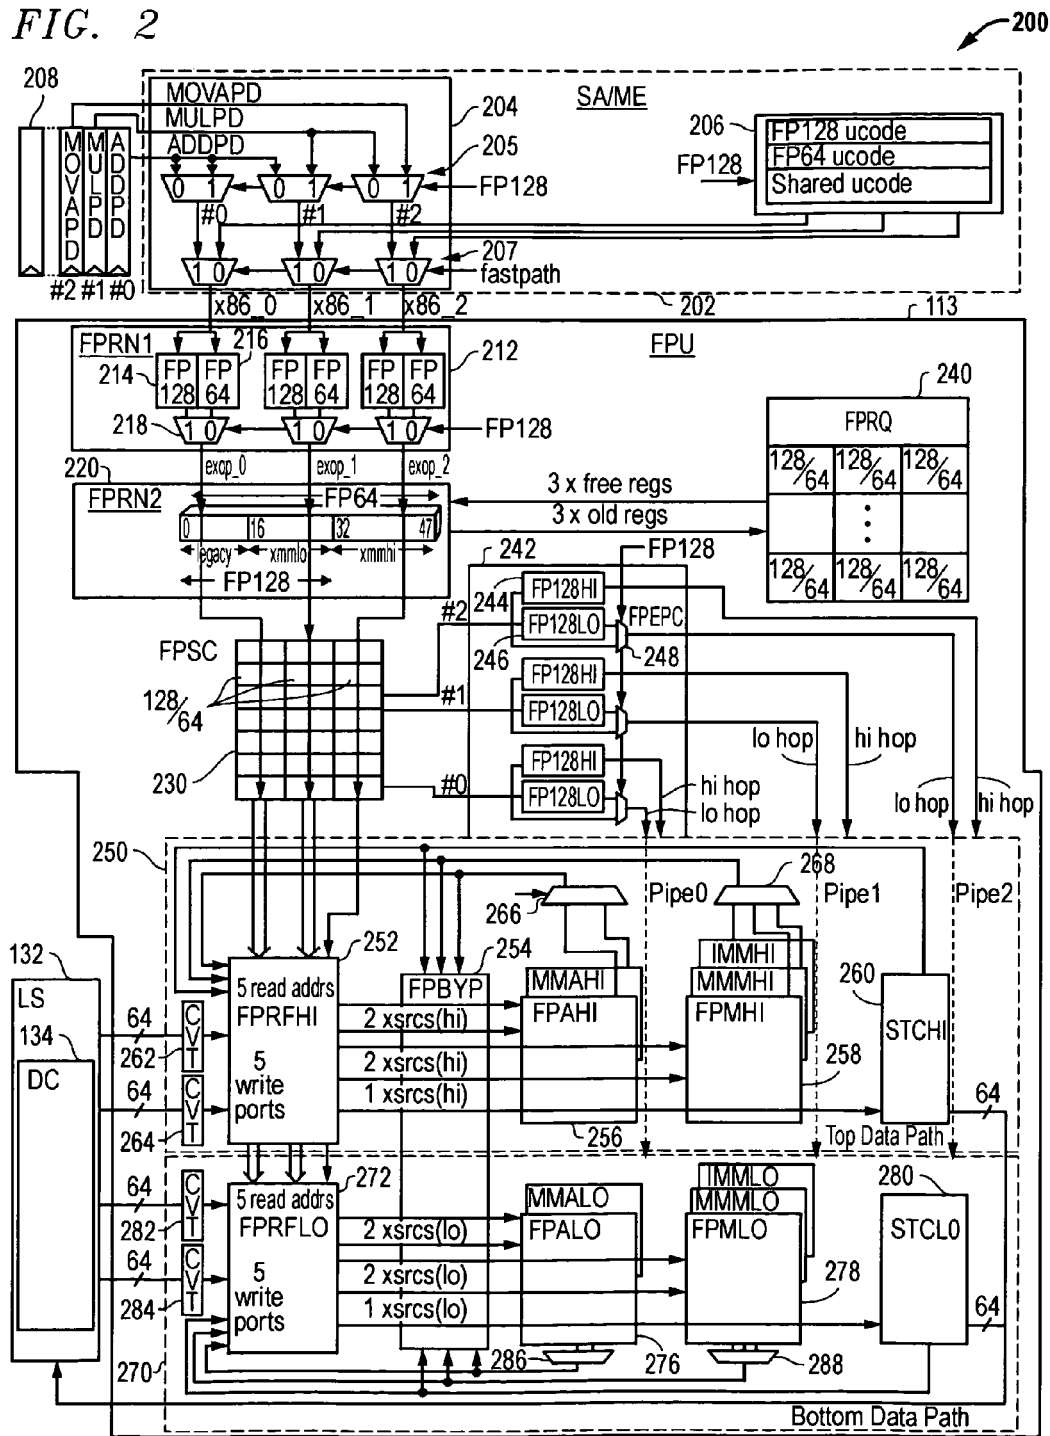 FIG. 2
200
208
MOVAPD
MULPD
ADDPD
#2 #1 #0
MOVAPD
MULPD
ADDPD
204
SA/ME
206
FP128 ucode
FP64 ucode
Shared ucode
FP128
0 1
0 1
0 1
205
FP128
#0
#1
#2
1 0
1 0
1 0
207
fastpath
x86_0
x86_1
x86_2
202
113
FPRN1
216
212
FPU
214
FP 128
FP 64
FP 128
FP 64
FP 128
FP 64
218
1 0
1 0
1 0
FP128
240
FPRQ
128/64
128/64
128/64
128/64
128/64
128/64
exop_0
exop_1
exop_2
220
FPRN2
FP64
0
16
32
47
legacy
xmmlo
xmmhi
FP128
3 x free regs
3 x old regs
242
FP128
244
FP128HI
FPEPC
#2
246
FP128LO
248
FPSC
128/64
FP128HI
#1
FP128LO
lo hop
hi hop
230
#0
FP128HI
FP128LO
hi hop
lo hop
lo hop
hi hop
250
268
266
Pipe0
Pipe1
Pipe2
132
LS
134
DC
252
254
5 read addrs
FPRFHI
5
write
ports
FPBYP
MMAHI
FPAHI
IMMHI
MMMHI
FPMHI
260
STCHI
64
CVT
262
64
CVT
264
2 xsrcs(hi)
2 xsrcs(hi)
1 xsrcs(hi)
256
258
64
Top Data Path
272
5 read addrs
FPRFLO
5
write
ports
MMALO
FPALO
IMMLO
MMMLO
FPMLO
280
STCLO
64
CVT
282
64
CVT
284
2 xsrcs(lo)
2 xsrcs(lo)
1 xsrcs(lo)
278
64
270
286
276
288
Bottom Data Path